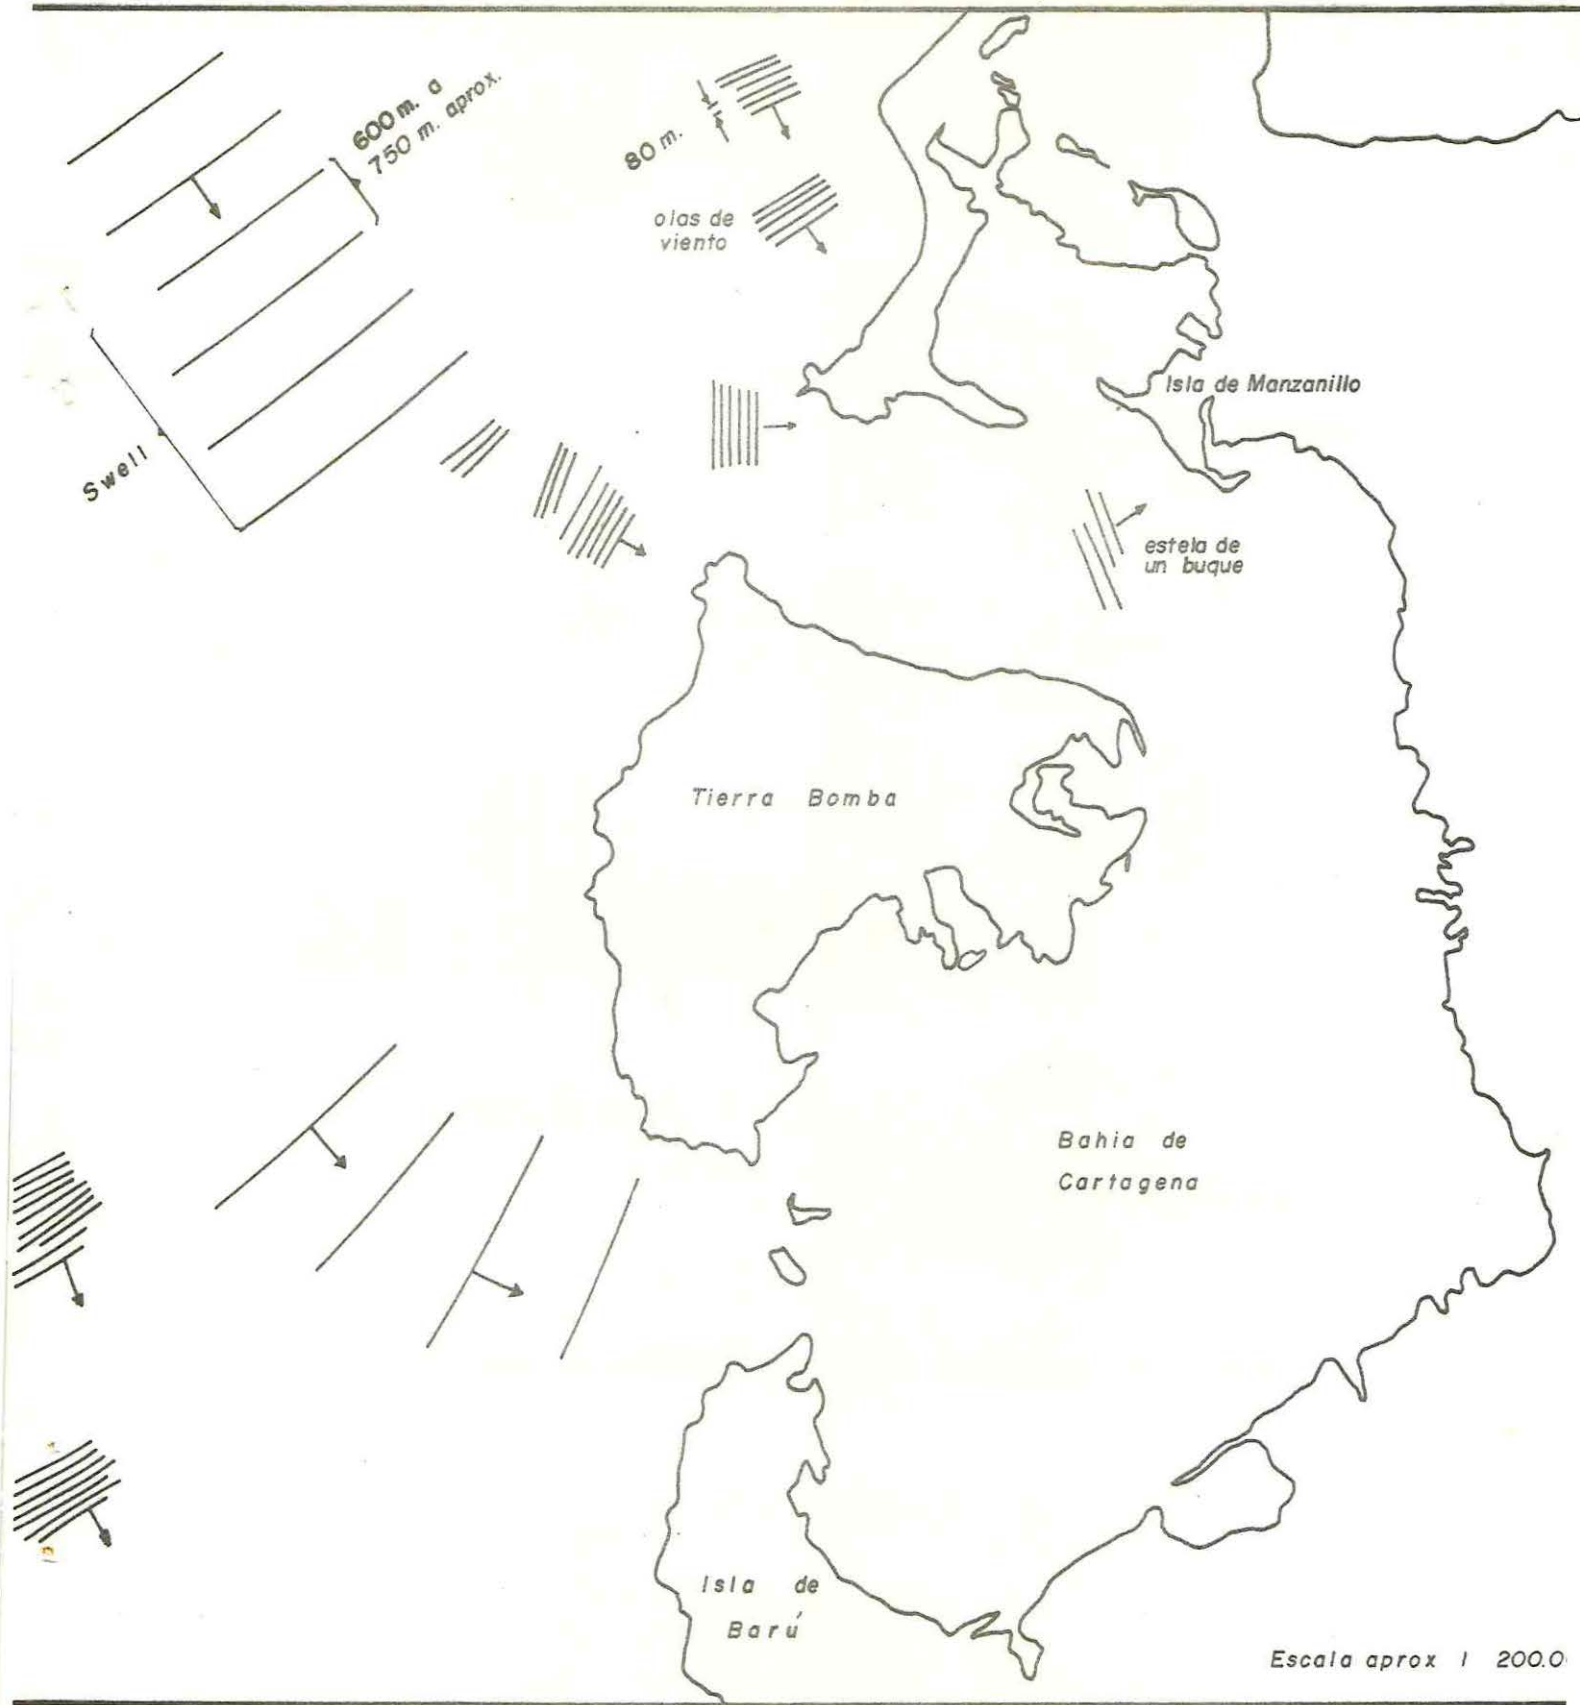 600 m. a
750 m. aprox.
80 m.
olas de
viento
Isla de Manzanillo
Swell
estela de
un buque
Tierra Bomba
Bahia de
Cartagena
Isla de
Barú
Escala aprox 1 200.0